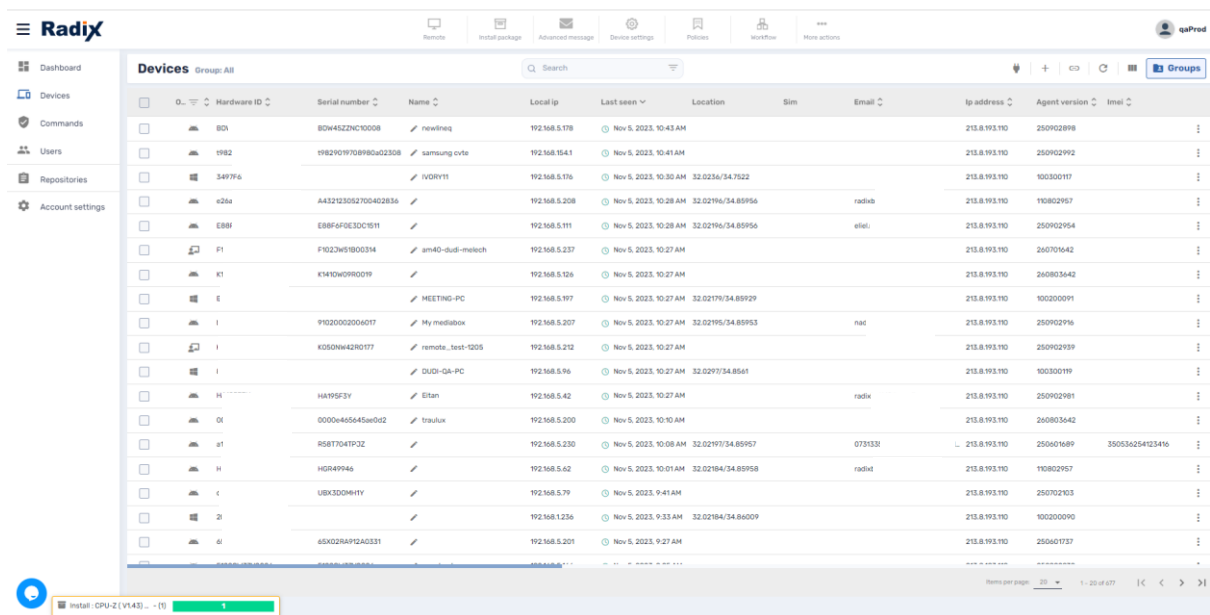 Radix
Remote Install package Advanced message Device settings Policies Workflow More actions
qaProd
Dashboard
Devices
Commands
Users
Repositories
Account settings
Devices Group: All
Search
Groups
O... Hardware ID Serial number Name Local ip Last seen Location Sim Email Ip address Agent version Imei
BDW45ZZNC10008 newlineq 192.168.5.178 Nov 5, 2023, 10:43 AM 213.8.193.110 250902898
t982 t9829019708980a02308 samsung cvte 192.168.154.1 Nov 5, 2023, 10:41 AM 213.8.193.110 250902992
3497F6 IVORY11 192.168.5.176 Nov 5, 2023, 10:30 AM 32.0236/34.7522 213.8.193.110 100300117
e26a A432123052700402836 192.168.5.208 Nov 5, 2023, 10:28 AM 32.02196/34.85956 radixb 213.8.193.110 110802957
E88F E88F6F0E3DC1511 192.168.5.111 Nov 5, 2023, 10:28 AM 32.02196/34.85956 213.8.193.110 250902954
F1 F102JW51B00314 am40-dudi-melech 192.168.5.237 Nov 5, 2023, 10:27 AM 213.8.193.110 260701642
K1 K141DW09R0019 192.168.5.126 Nov 5, 2023, 10:27 AM 213.8.193.110 260803642
MEETING-PC 192.168.5.197 Nov 5, 2023, 10:27 AM 32.02179/34.85929 213.8.193.110 100200091
91020002006017 My mediabox 192.168.5.207 Nov 5, 2023, 10:27 AM 32.02195/34.85953 213.8.193.110 250902916
K050NW42R0177 remote_test-1205 192.168.5.212 Nov 5, 2023, 10:27 AM 213.8.193.110 250902939
DUDI-QA-PC 192.168.5.96 Nov 5, 2023, 10:27 AM 32.0297/34.8561 213.8.193.110 100300119
HA195F3Y Eitan 192.168.5.42 Nov 5, 2023, 10:27 AM radix 213.8.193.110 250902981
0000e465645ae0d2 traulux 192.168.5.200 Nov 5, 2023, 10:10 AM 213.8.193.110 260803642
a1 R58T704TPJZ 192.168.5.230 Nov 5, 2023, 10:08 AM 32.02197/34.85957 213.8.193.110 250601689 350536254123416
H HGR49946 192.168.5.62 Nov 5, 2023, 10:01 AM 32.02184/34.85958 213.8.193.110 110802957
UBX3D0MH1Y 192.168.5.79 Nov 5, 2023, 9:41 AM 213.8.193.110 250702103
192.168.1.236 Nov 5, 2023, 9:33 AM 32.02184/34.86009 213.8.193.110 100200090
65X02RA912A0331 192.168.5.201 Nov 5, 2023, 9:27 AM 213.8.193.110 250601737
Items per page: 20 1 - 20 of 677
Install : CPU-Z ( V1.43) ... - (1) 1